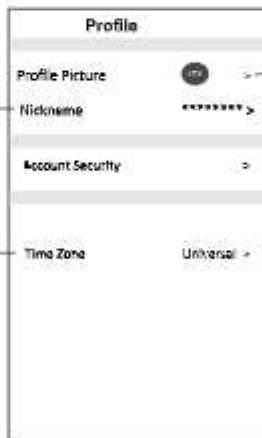 Profile
Profile Picture >
Nickname ******** >
Account Security >
Time Zone Universal >